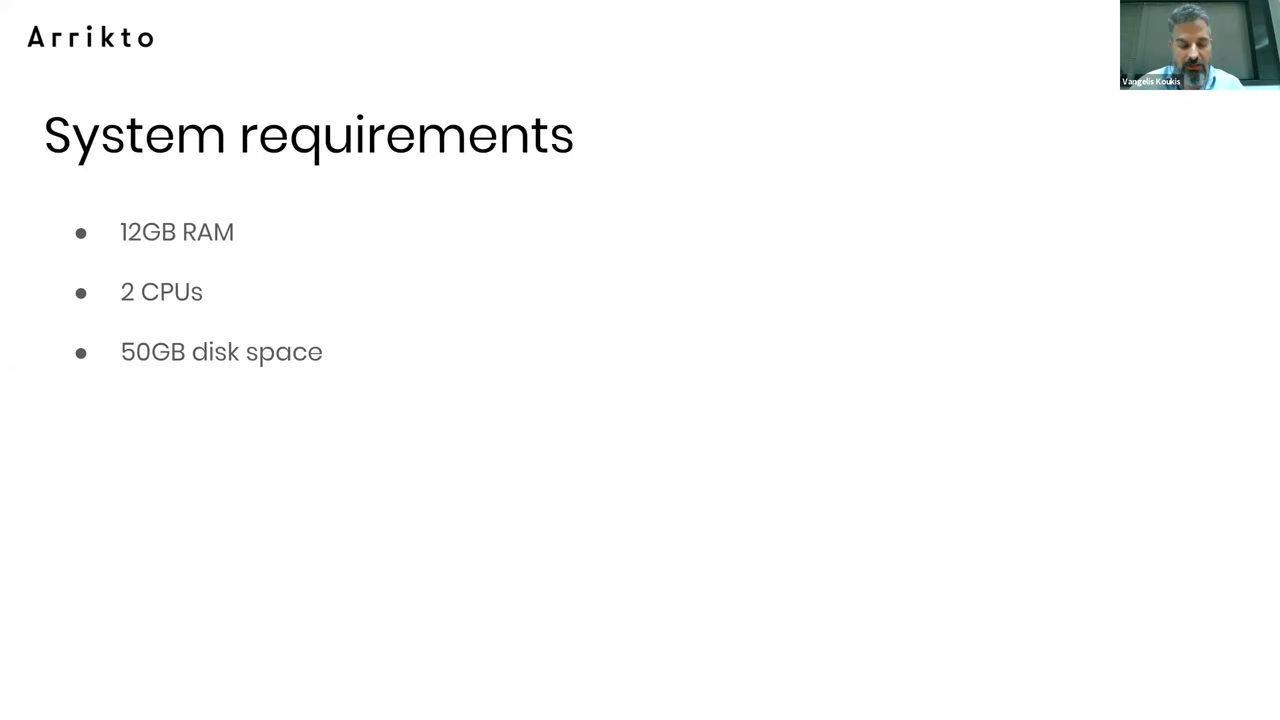 Arrikto
Vangelis Koukis
System requirements
● 12GB RAM
● 2 CPUs
● 50GB disk space